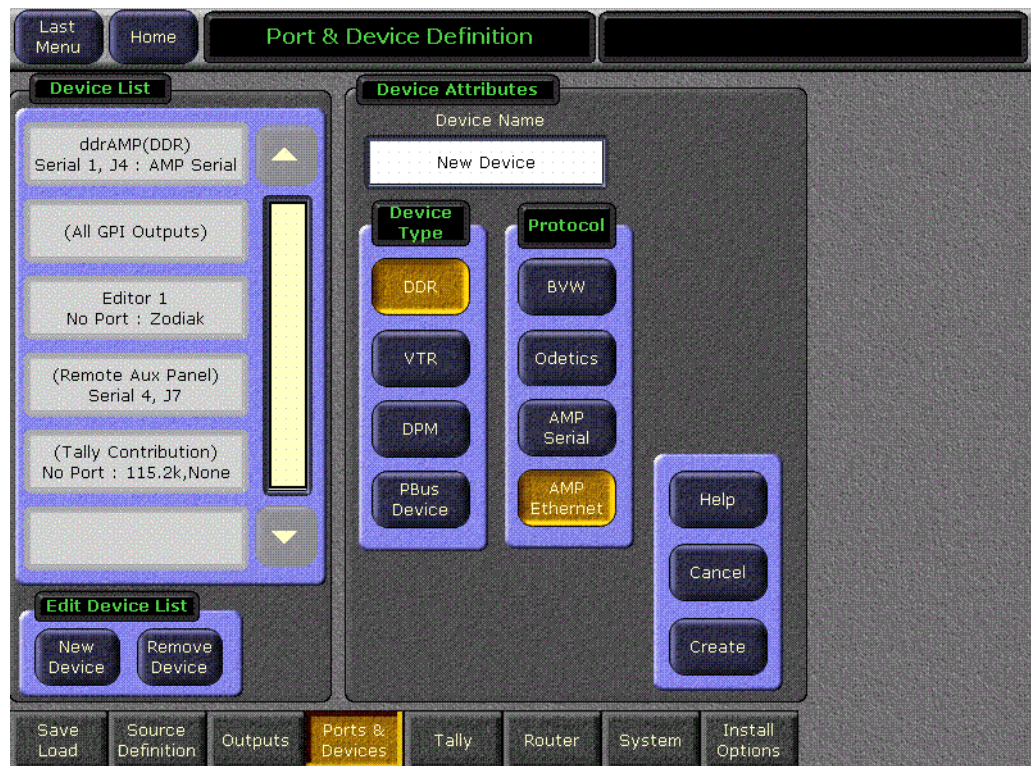 Last
Menu
Home
Port & Device Definition
Device List
ddrAMP(DDR)
Serial 1, J4 : AMP Serial
(All GPI Outputs)
Editor 1
No Port : Zodiak
(Remote Aux Panel)
Serial 4, J7
(Tally Contribution)
No Port : 115.2k,None
Edit Device List
New
Device
Remove
Device
Device Attributes
Device Name
New Device
Device
Type
DDR
VTR
DPM
PBus
Device
Protocol
BVW
Odetics
AMP
Serial
AMP
Ethernet
Help
Cancel
Create
Save
Load
Source
Definition
Outputs
Ports &
Devices
Tally
Router
System
Install
Options